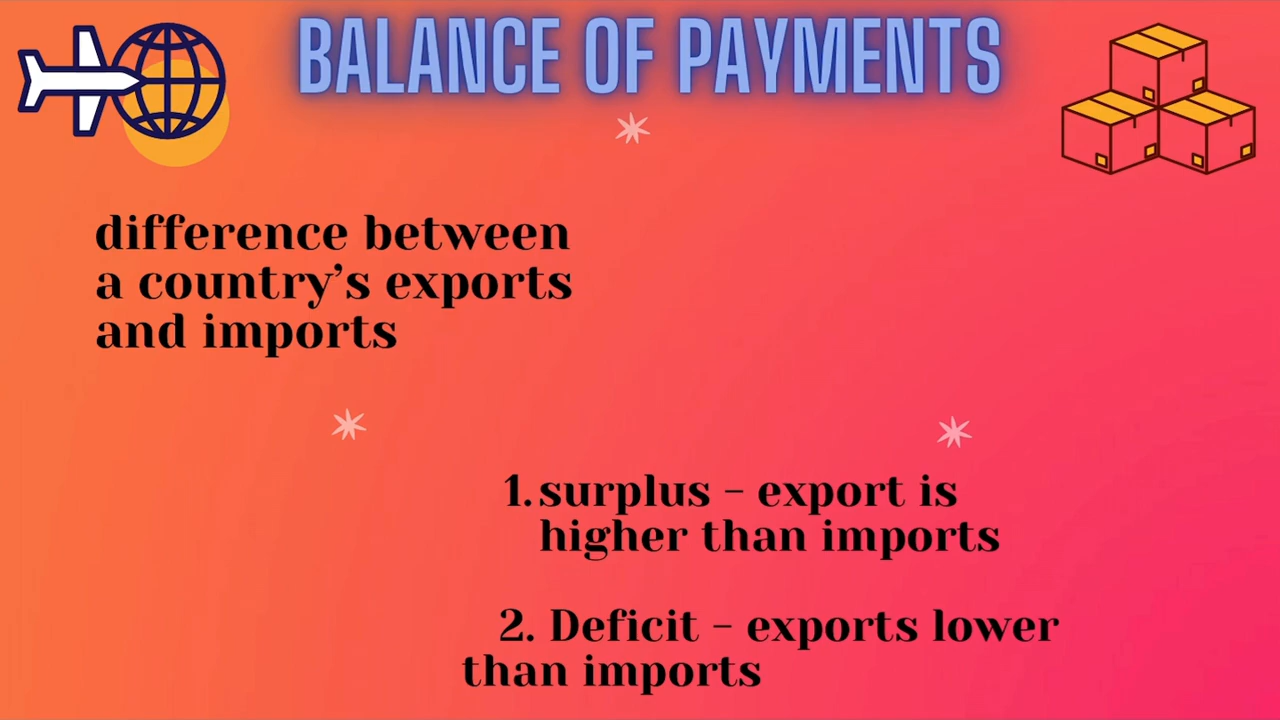 BALANCE OF PAYMENTS
difference between
a country’s exports
and imports
1. surplus - export is
higher than imports
2. Deficit - exports lower
than imports